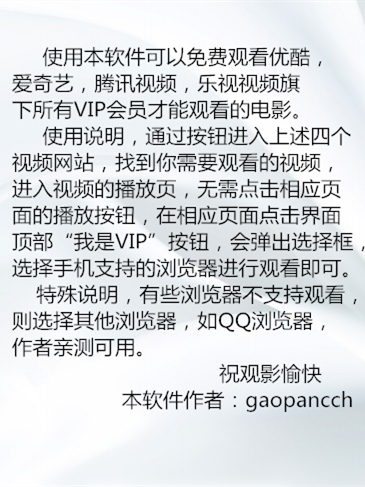 使用本软件可以免费观看优酷，
爱奇艺，腾讯视频，乐视视频旗
下所有VIP会员才能观看的电影。
使用说明，通过按钮进入上述四个
视频网站，找到你需要观看的视频，
进入视频的播放页，无需点击相应页
面的播放按钮，在相应页面点击界面
顶部“我是VIP”按钮，会弹出选择框，
选择手机支持的浏览器进行观看即可。
特殊说明，有些浏览器不支持观看，
则选择其他浏览器，如QQ浏览器，
作者亲测可用。
祝观影愉快
本软件作者：gaopancch